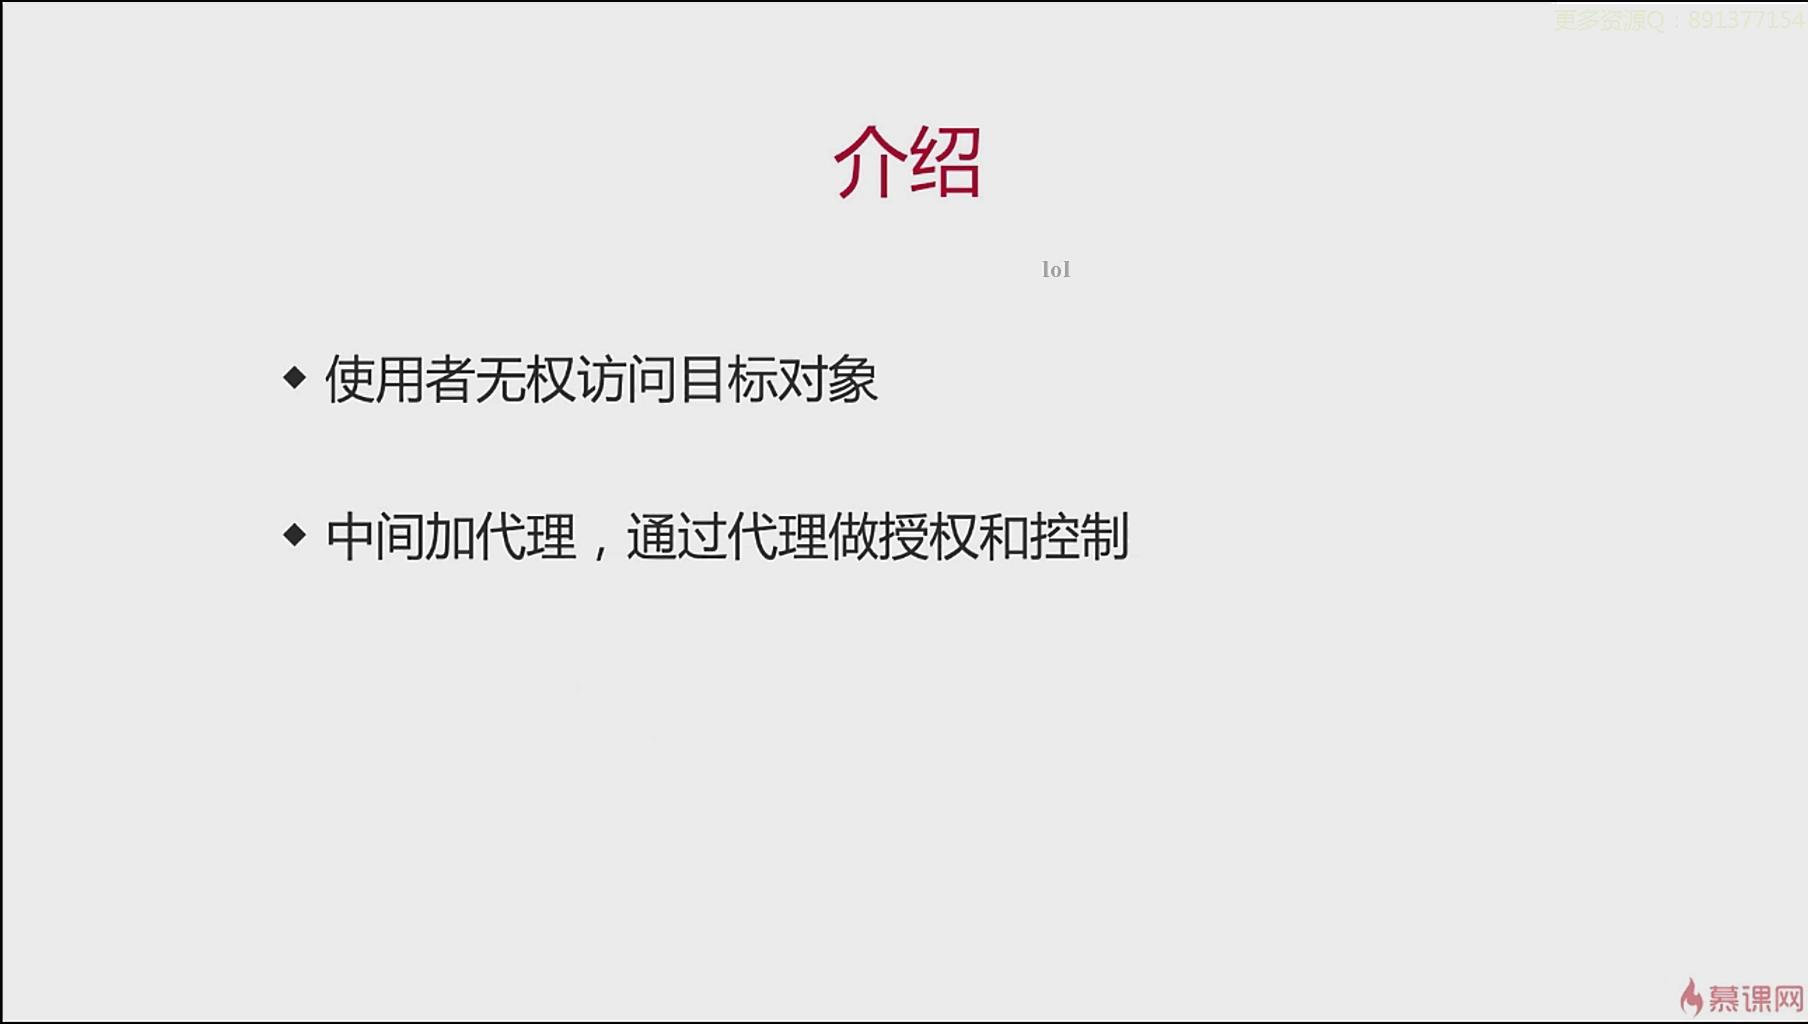 更多资源Q：891377154
介绍
lol
◆ 使用者无权访问目标对象
◆ 中间加代理，通过代理做授权和控制
慕课网